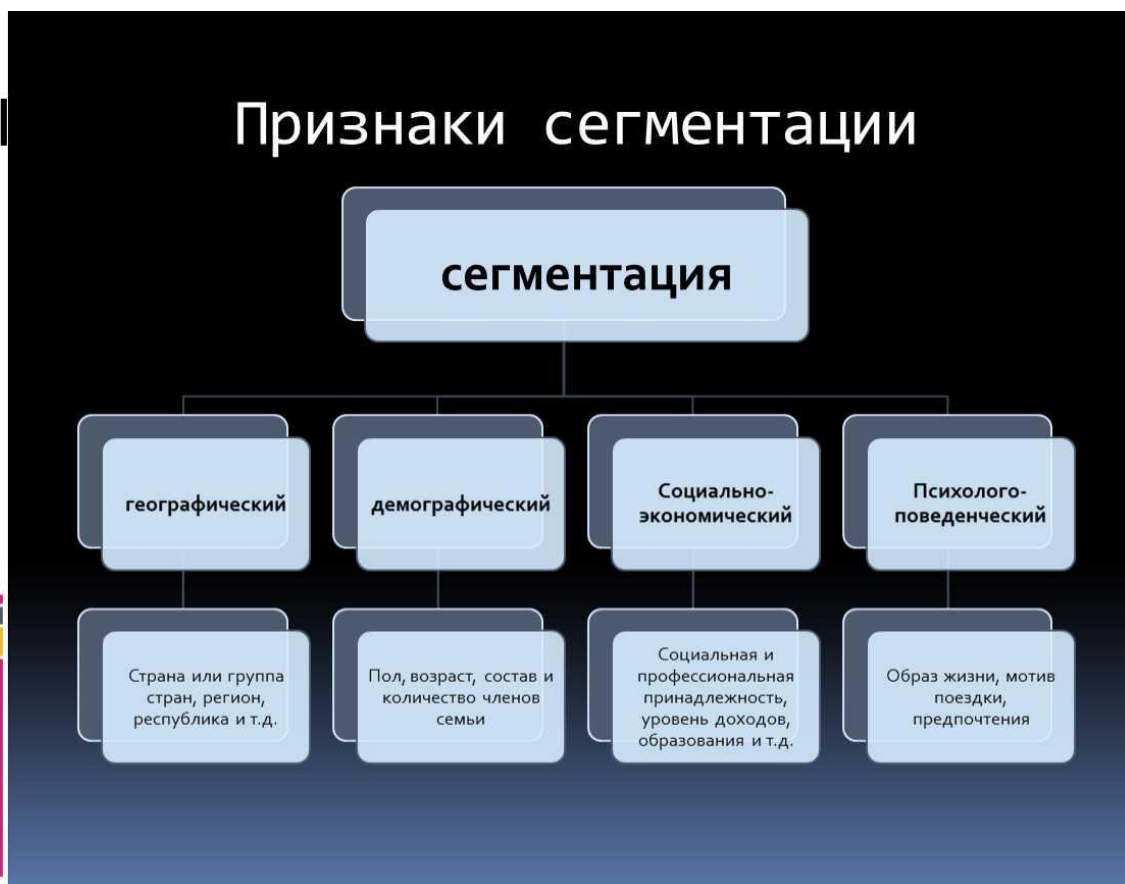 Признаки сегментации
сегментация
географический
демографический
Социально-
экономический
Психолого-
поведенческий
Страна или группа
стран, регион,
республика и т.д.
Пол, возраст, состав и
количество членов
семьи
Социальная и
профессиональная
принадлежность,
уровень доходов,
образования и т.д.
Образ жизни, мотив
поездки,
предпочтения